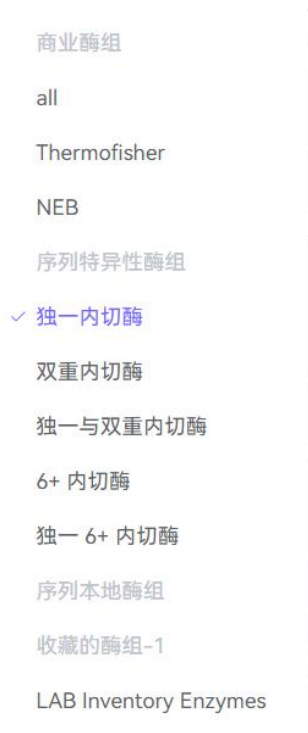 商业酶组
all
Thermofisher
NEB
序列特异性酶组
独一内切酶
双重内切酶
独一与双重内切酶
6+ 内切酶
独一 6+ 内切酶
序列本地酶组
收藏的酶组-1
LAB Inventory Enzymes